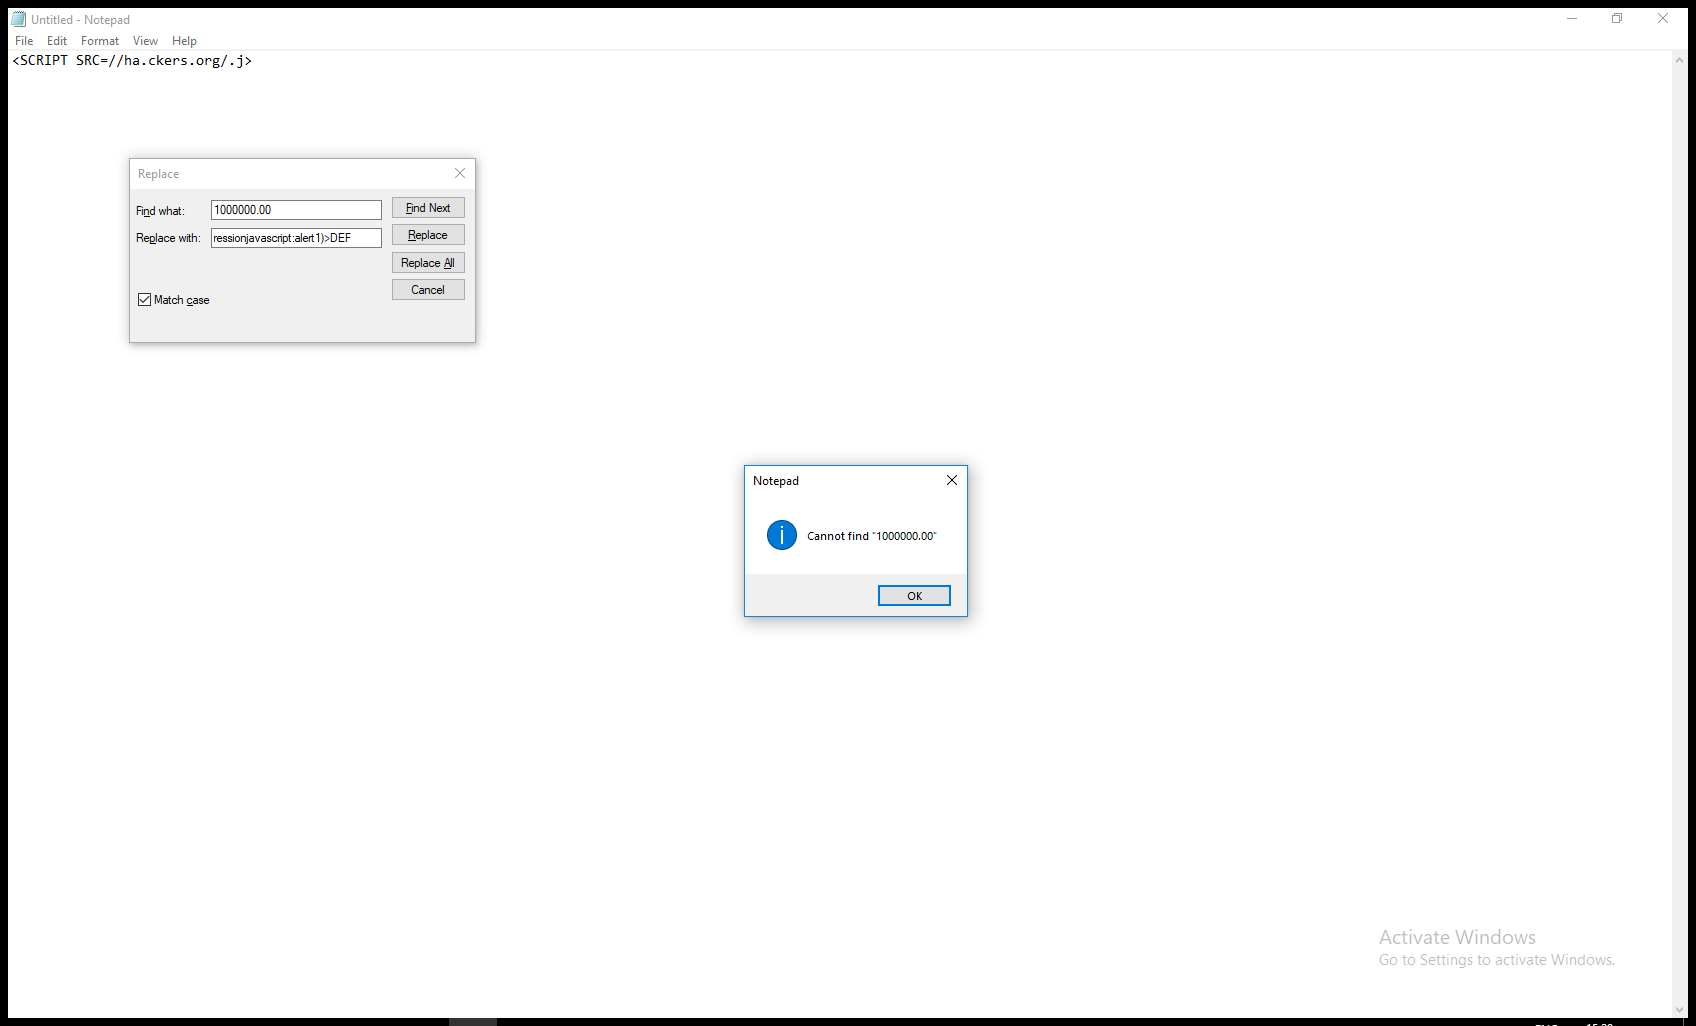 Untitled - Notepad
File Edit Format View Help
<SCRIPT SRC=//ha.ckers.org/.j>
Replace
Find what: 1000000.00 Find Next
Replace with: ressionjavascript:alert1)>DEF Replace
Replace All
Cancel
Match case
Notepad
Cannot find "1000000.00"
OK
Activate Windows
Go to Settings to activate Windows.